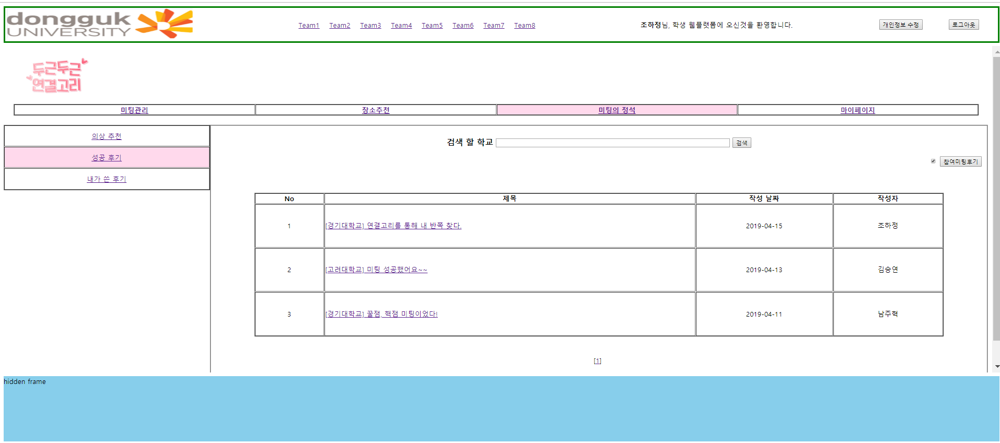 dongguk
UNIVERSITY
Team1 Team2 Team3 Team4 Team5 Team6 Team7 Team8
조하정님, 학생 웹플랫폼에 오신것을 환영합니다.
개인정보 수정
로그아웃
두근두근
연결고리
미팅관리 장소추천 미팅의 정석 마이페이지
의상 추천
성공 후기
내가 쓴 후기
검색 할 학교 검색
참여미팅후기
No 제목 작성 날짜 작성자
1 [경기대학교] 연결고리를 통해 내 반쪽 찾다. 2019-04-15 조하정
2 [고려대학교] 미팅 성공했어요~~ 2019-04-13 김승연
3 [경기대학교] 꿀잼, 핵잼 미팅이었다! 2019-04-11 남주혁
[1]
hidden frame